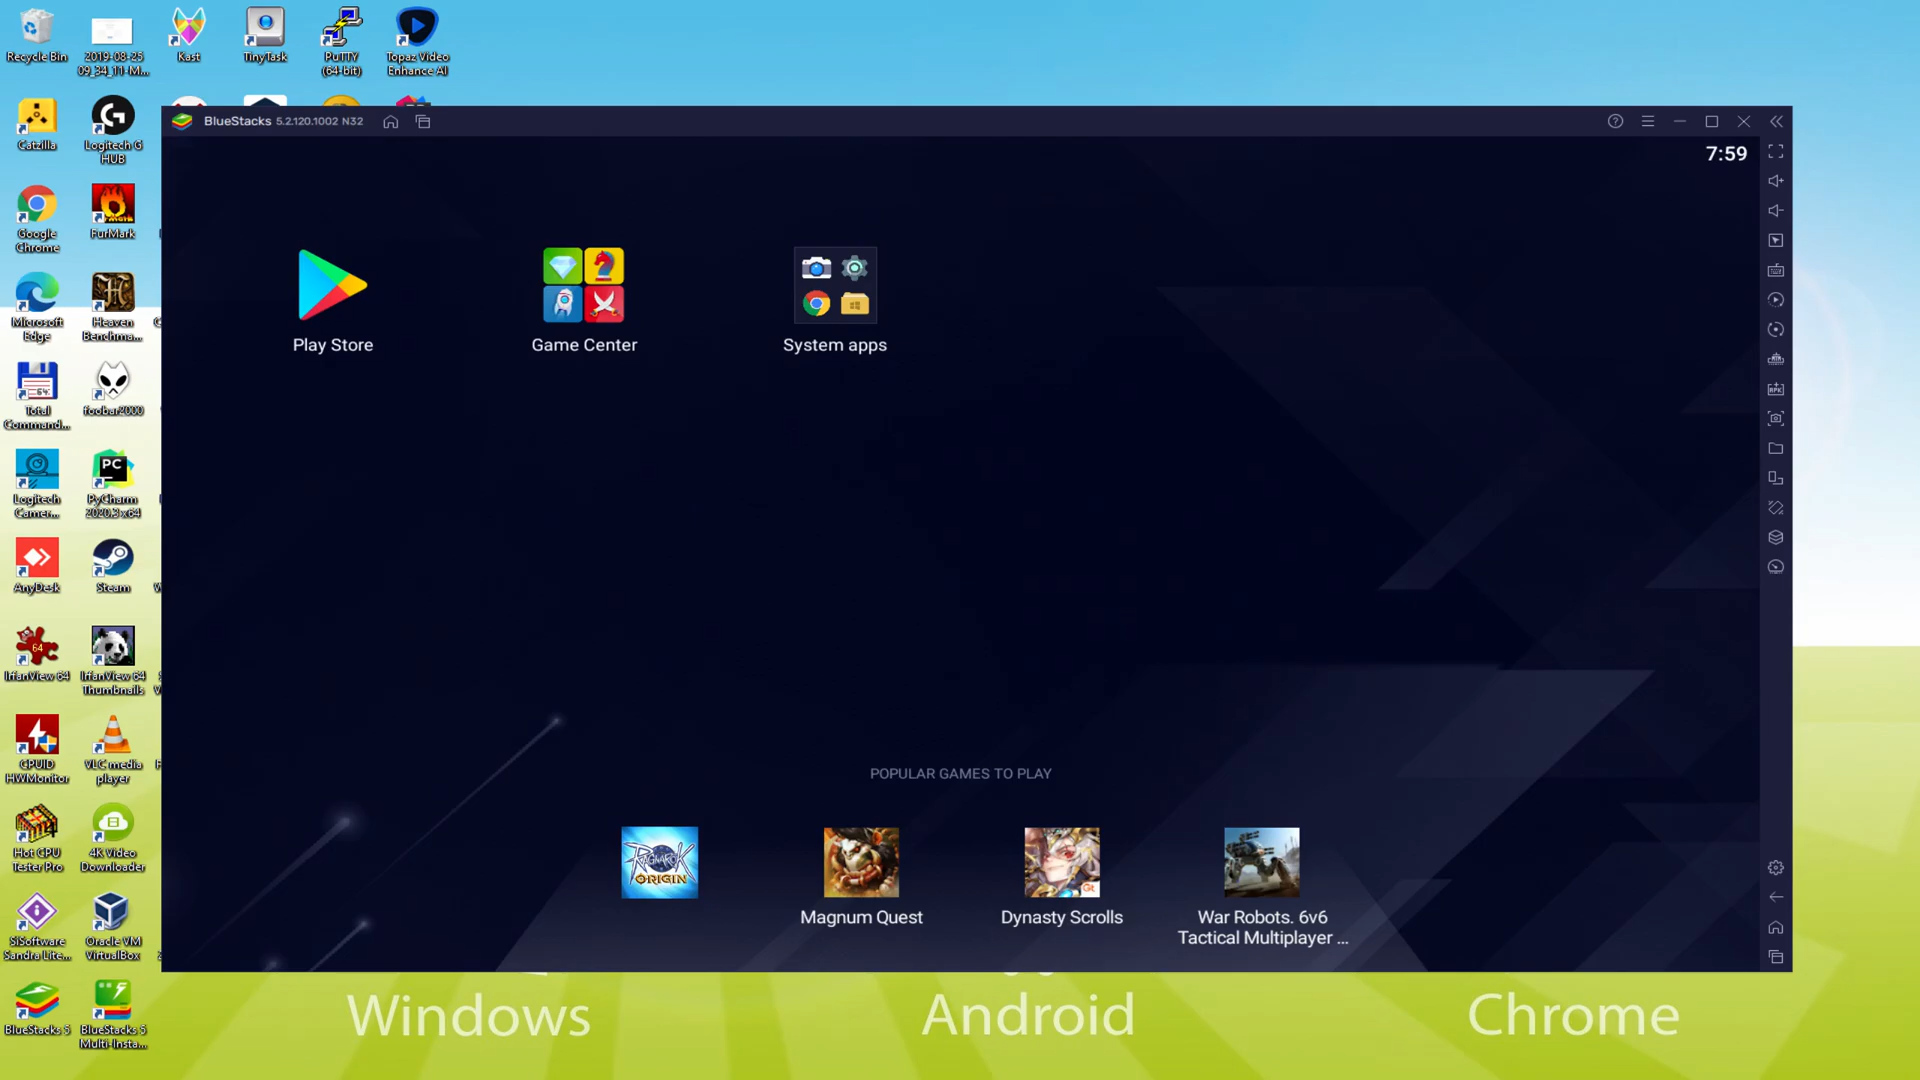 Recycle Bin
2019-08-25
09_34_11-M...
Kast
TinyTask
PuTTY
(64-bit)
Topaz Video
Enhance AI
Catzilla
Logitech G
HUB
Google
Chrome
FurMark
Microsoft
Edge
Heaven
Benchma...
Total
Command...
foobar2000
Logitech
Camer...
PC
PyCharm
2020.3 x64
AnyDesk
Steam
64
IrfanView 64
IrfanView 64
Thumbnails
CPUID
HWMonitor
VLC media
player
Hot CPU
Tester Pro
4K Video
Downloader
SiSoftware
Sandra Lite...
Oracle VM
VirtualBox
BlueStacks 5
BlueStacks 5
Multi-Insta...
BlueStacks 5.2.120.1002 N32
7:59
Play Store
Game Center
System apps
POPULAR GAMES TO PLAY
RAGNAROK
ORIGIN
Magnum Quest
Dynasty Scrolls
War Robots. 6v6
Tactical Multiplayer ...
Windows
Android
Chrome